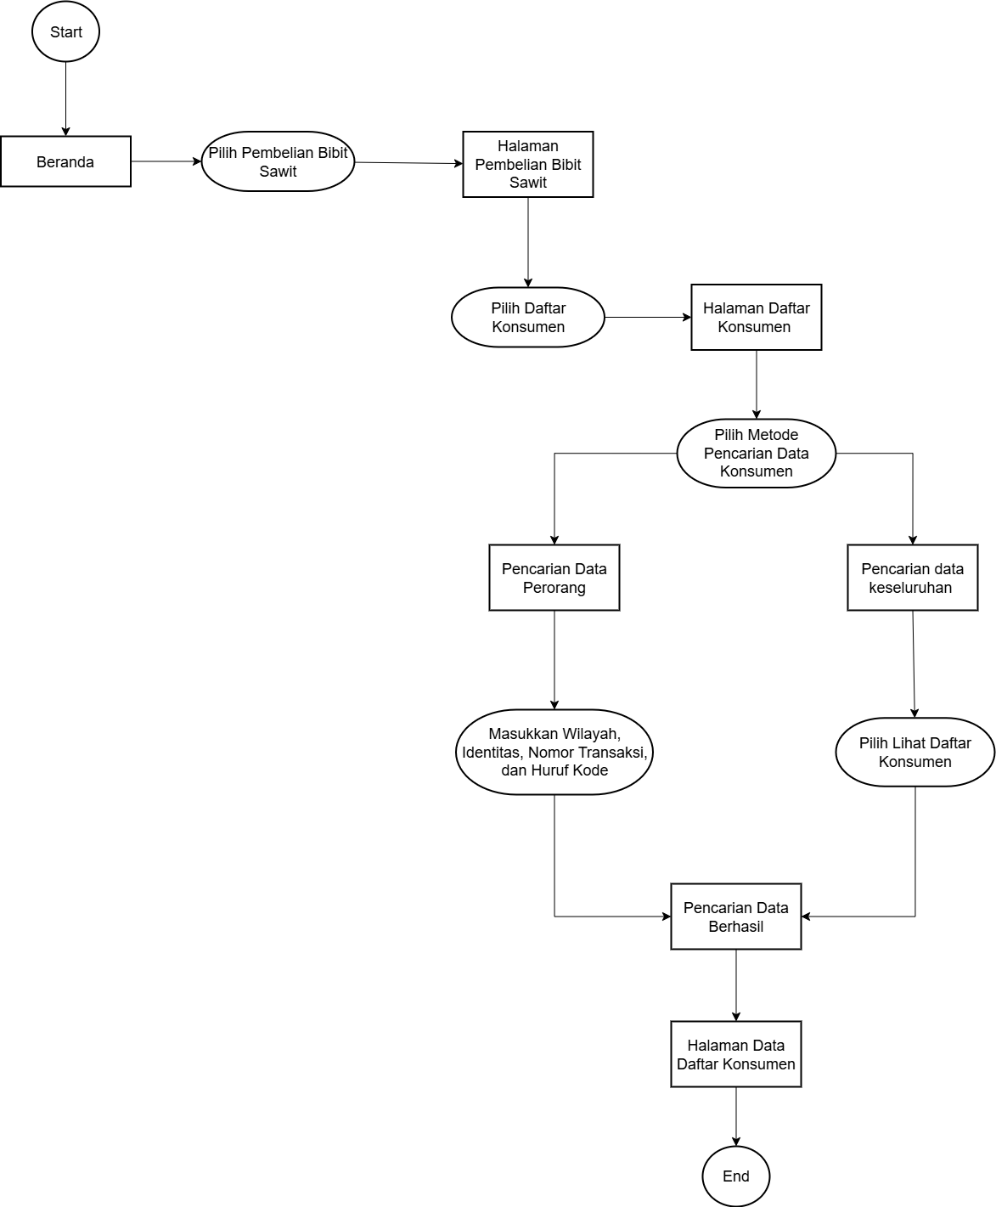 Start
Beranda
Pilih Pembelian Bibit
Sawit
Halaman
Pembelian Bibit
Sawit
Pilih Daftar
Konsumen
Halaman Daftar
Konsumen
Pilih Metode
Pencarian Data
Konsumen
Pencarian Data
Perorang
Pencarian data
keseluruhan
Masukkan Wilayah,
Identitas, Nomor Transaksi,
dan Huruf Kode
Pilih Lihat Daftar
Konsumen
Pencarian Data
Berhasil
Halaman Data
Daftar Konsumen
End